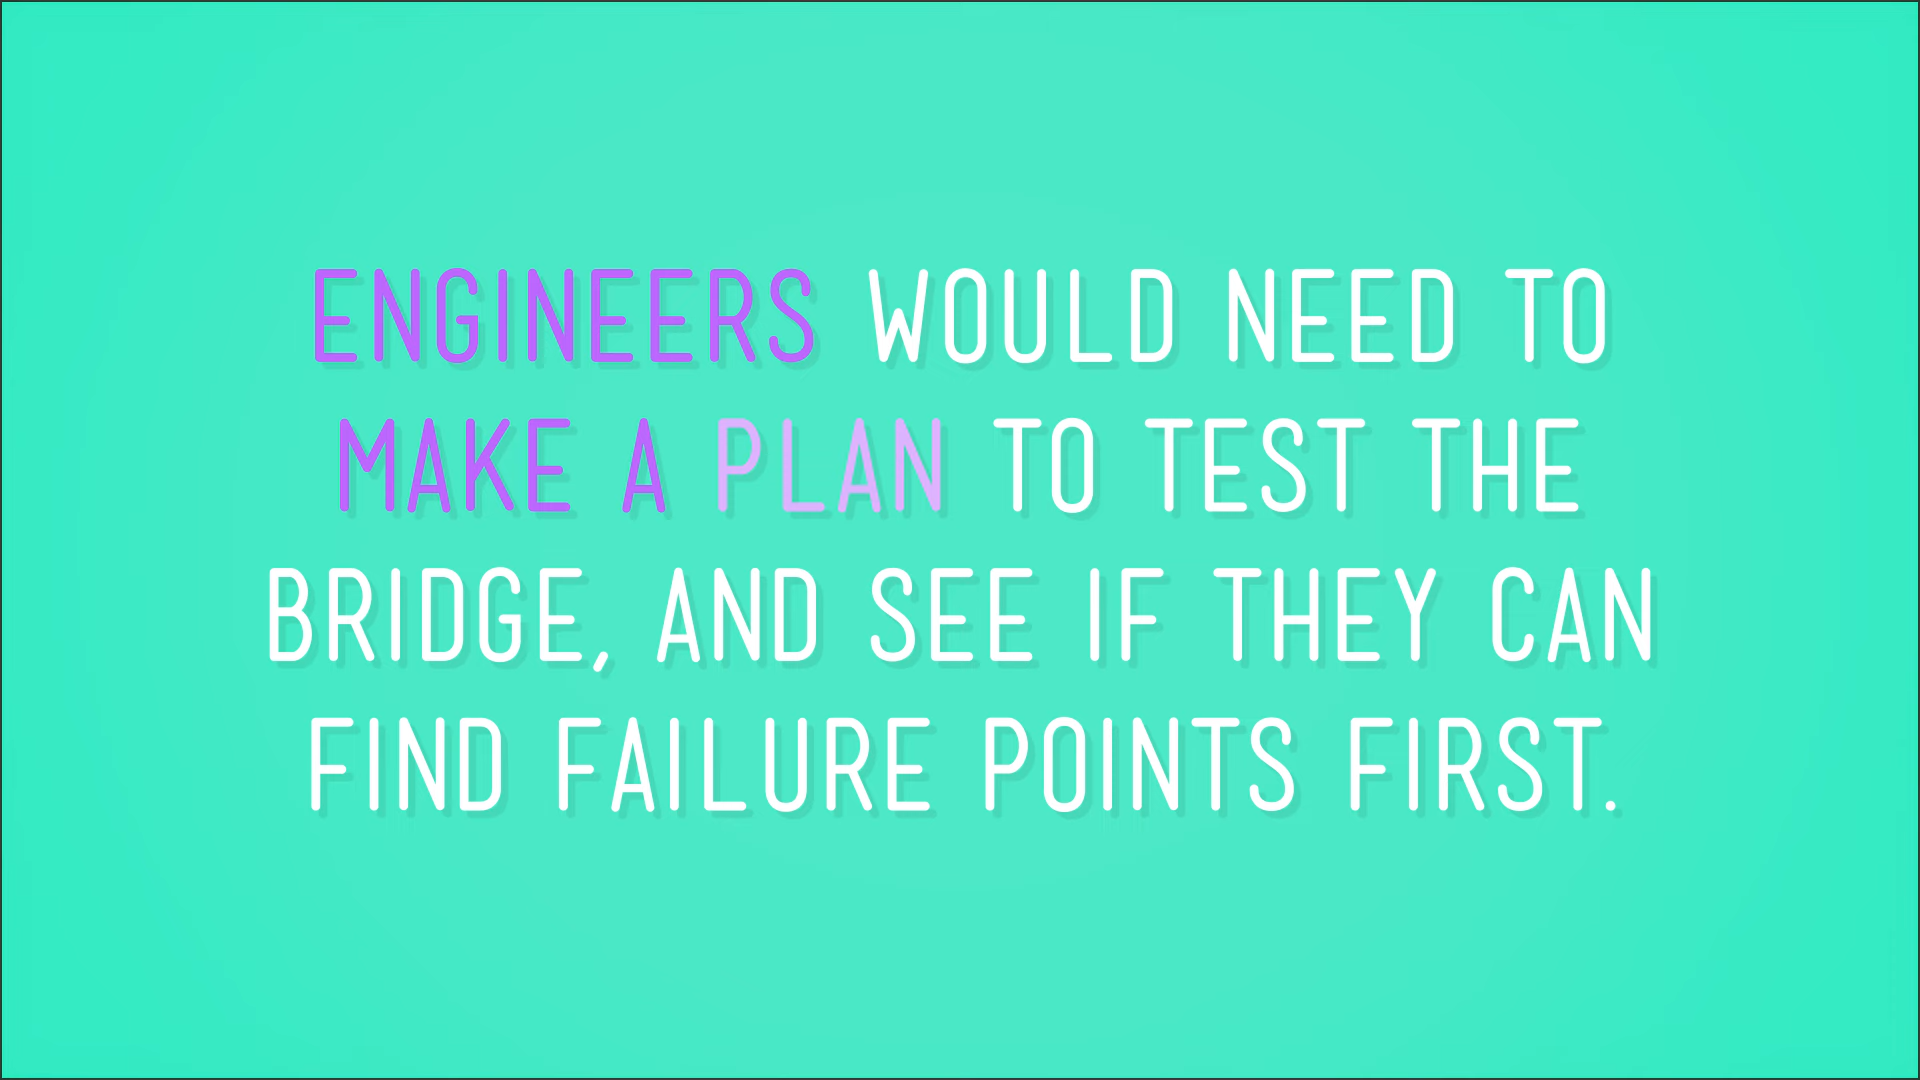 ENGINEERS WOULD NEED TO
MAKE A PLAN TO TEST THE
BRIDGE, AND SEE IF THEY CAN
FIND FAILURE POINTS FIRST.